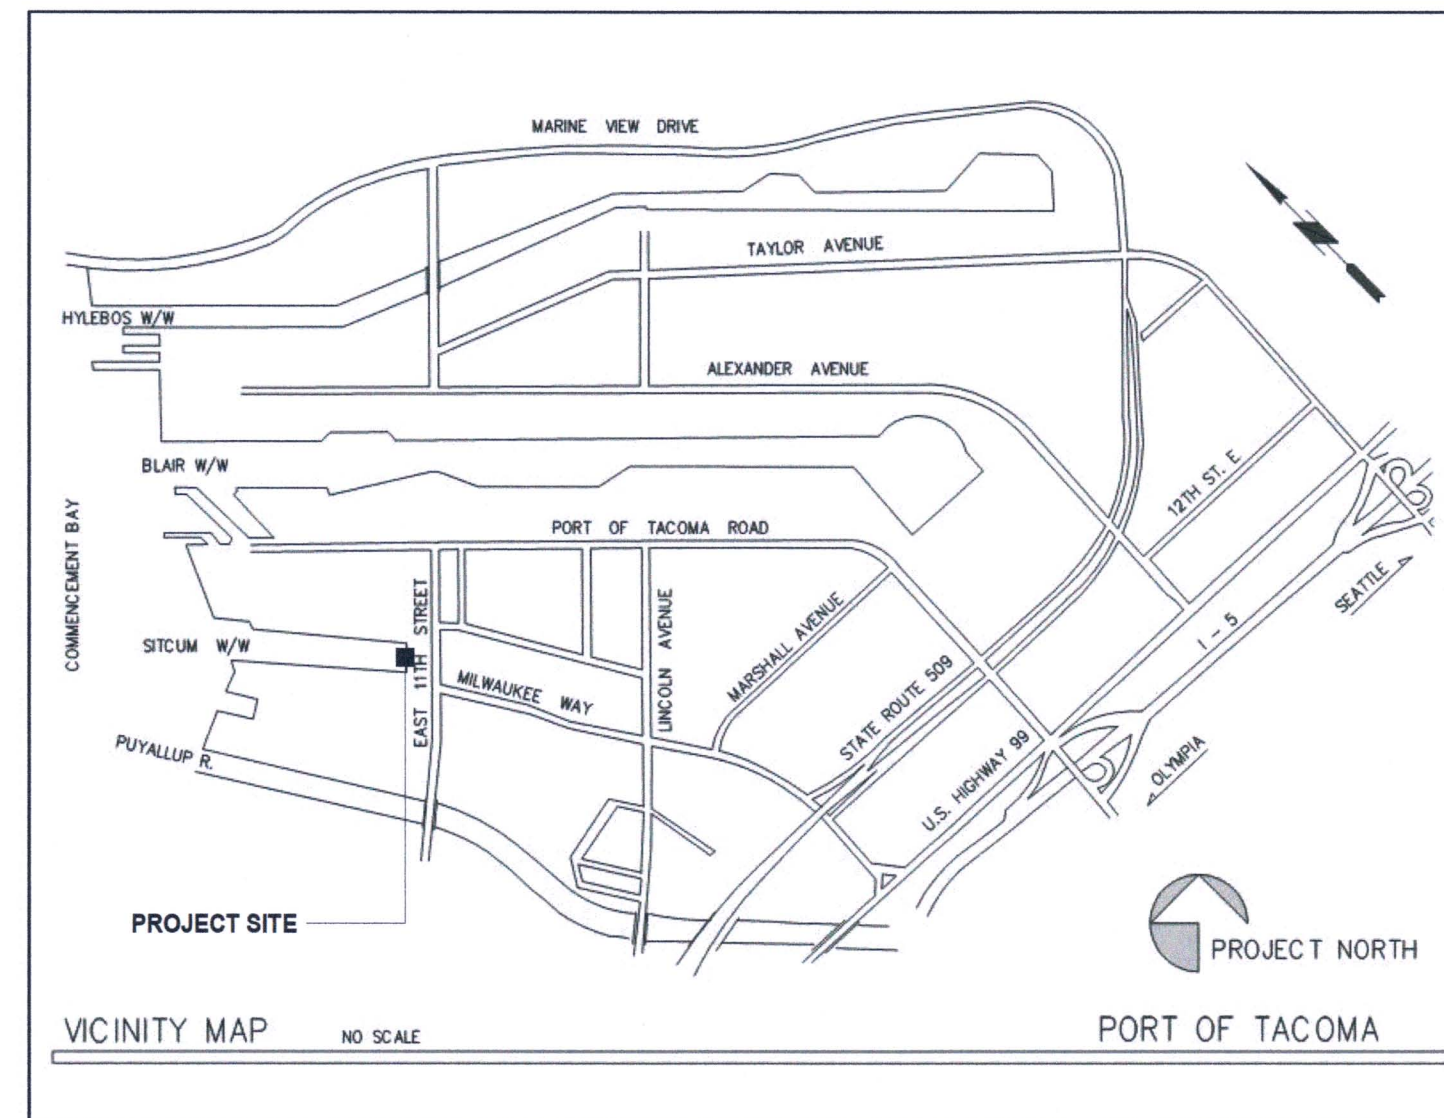 MARINE VIEW DRIVE
TAYLOR AVENUE
HYLEBOS W/W
ALEXANDER AVENUE
BLAIR W/W
12TH ST. E
COMMENCEMENT BAY
PORT OF TACOMA ROAD
EAST 11TH STREET
LINCOLN AVENUE
MARSHALL AVENUE
SEATTLE
I - 5
SITCUM W/W
MILWAUKEE WAY
STATE ROUTE 509
PUYALLUP R.
U.S. HIGHWAY 99
OLYMPIA
PROJECT SITE
PROJECT NORTH
VICINITY MAP
NO SCALE
PORT OF TACOMA